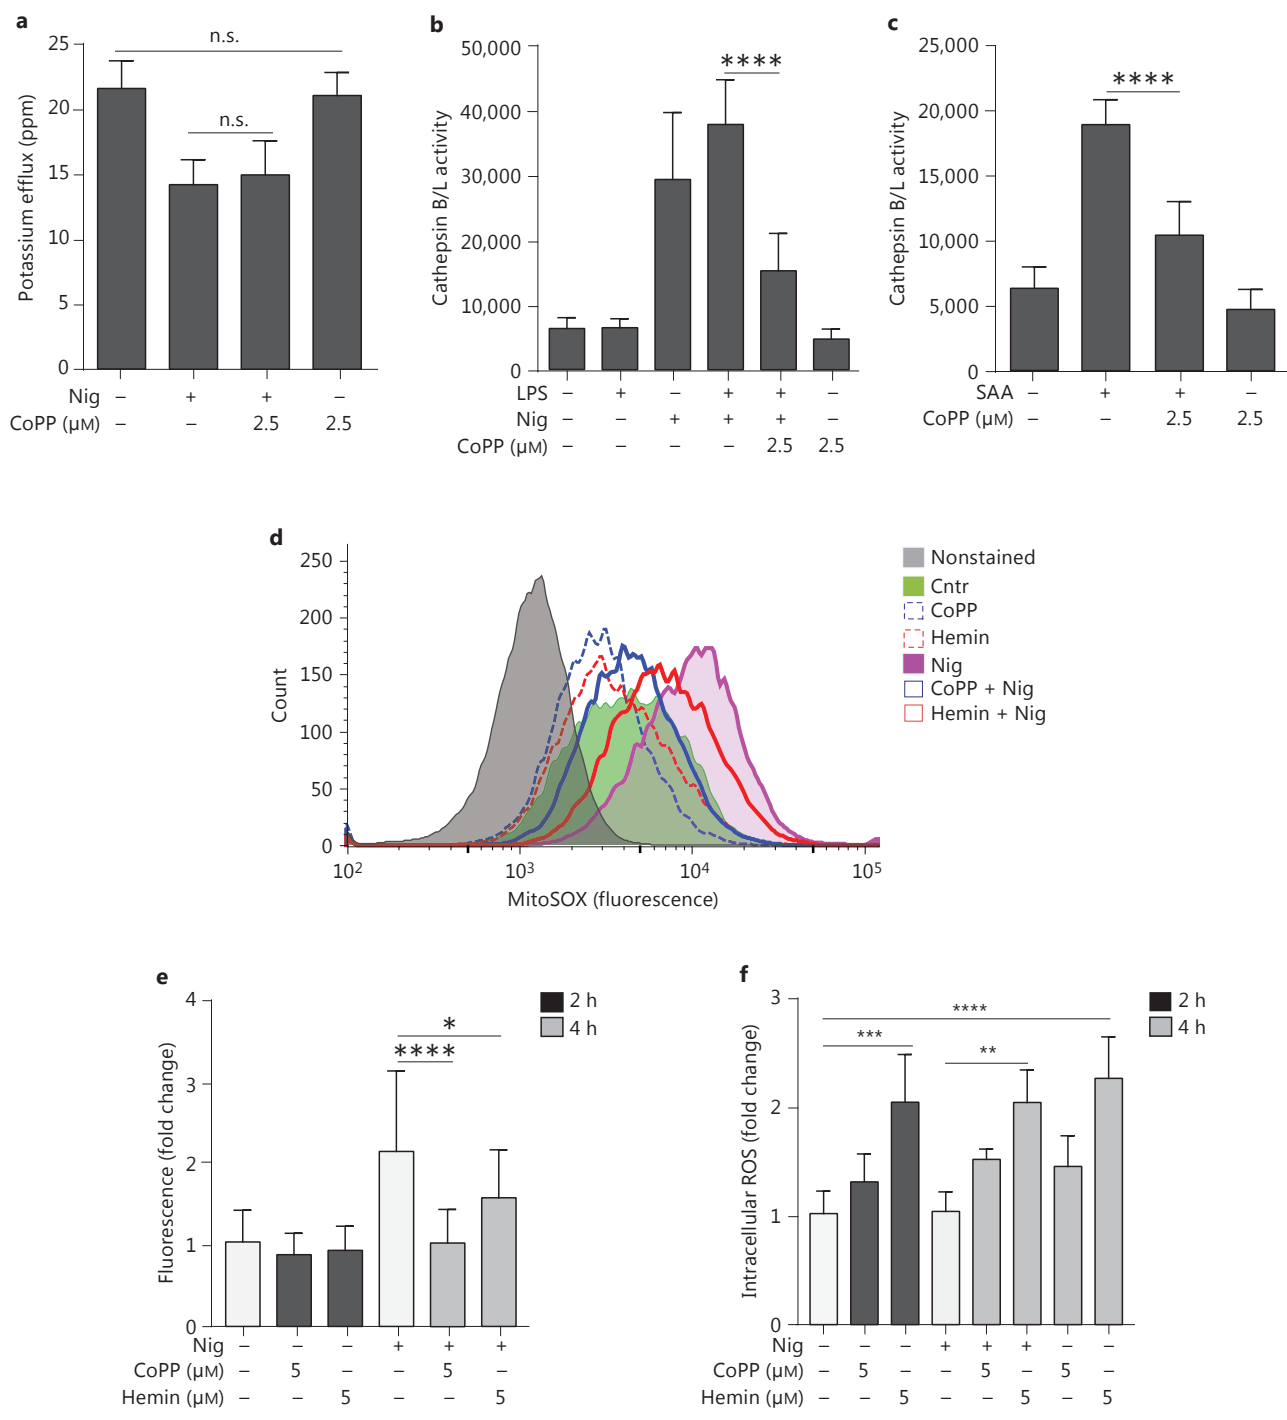 a
25
20
15
10
5
0
Potassium efflux (ppm)
n.s.
n.s.
Nig – + + –
CoPP (μM) – – 2.5 2.5
b
50,000
40,000
30,000
20,000
10,000
0
Cathepsin B/L activity
****
LPS – + – + + –
Nig – – + + + –
CoPP (μM) – – – – 2.5 2.5
c
25,000
20,000
15,000
10,000
5,000
0
Cathepsin B/L activity
****
SAA – + + –
CoPP (μM) – – 2.5 2.5
d
250
200
150
100
50
0
Count
10² 10³ 10⁴ 10⁵
MitoSOX (fluorescence)
Nonstained
Cntr
CoPP
Hemin
Nig
CoPP + Nig
Hemin + Nig
e
4
3
2
1
0
Fluorescence (fold change)
*
****
2 h
4 h
Nig – – – + + +
CoPP (μM) – 5 – – 5 –
Hemin (μM) – – 5 – – 5
f
3
2
1
0
Intracellular ROS (fold change)
****
***
**
2 h
4 h
Nig – – – + + + – –
CoPP (μM) – 5 – – 5 – 5 –
Hemin (μM) – – 5 – – 5 – 5